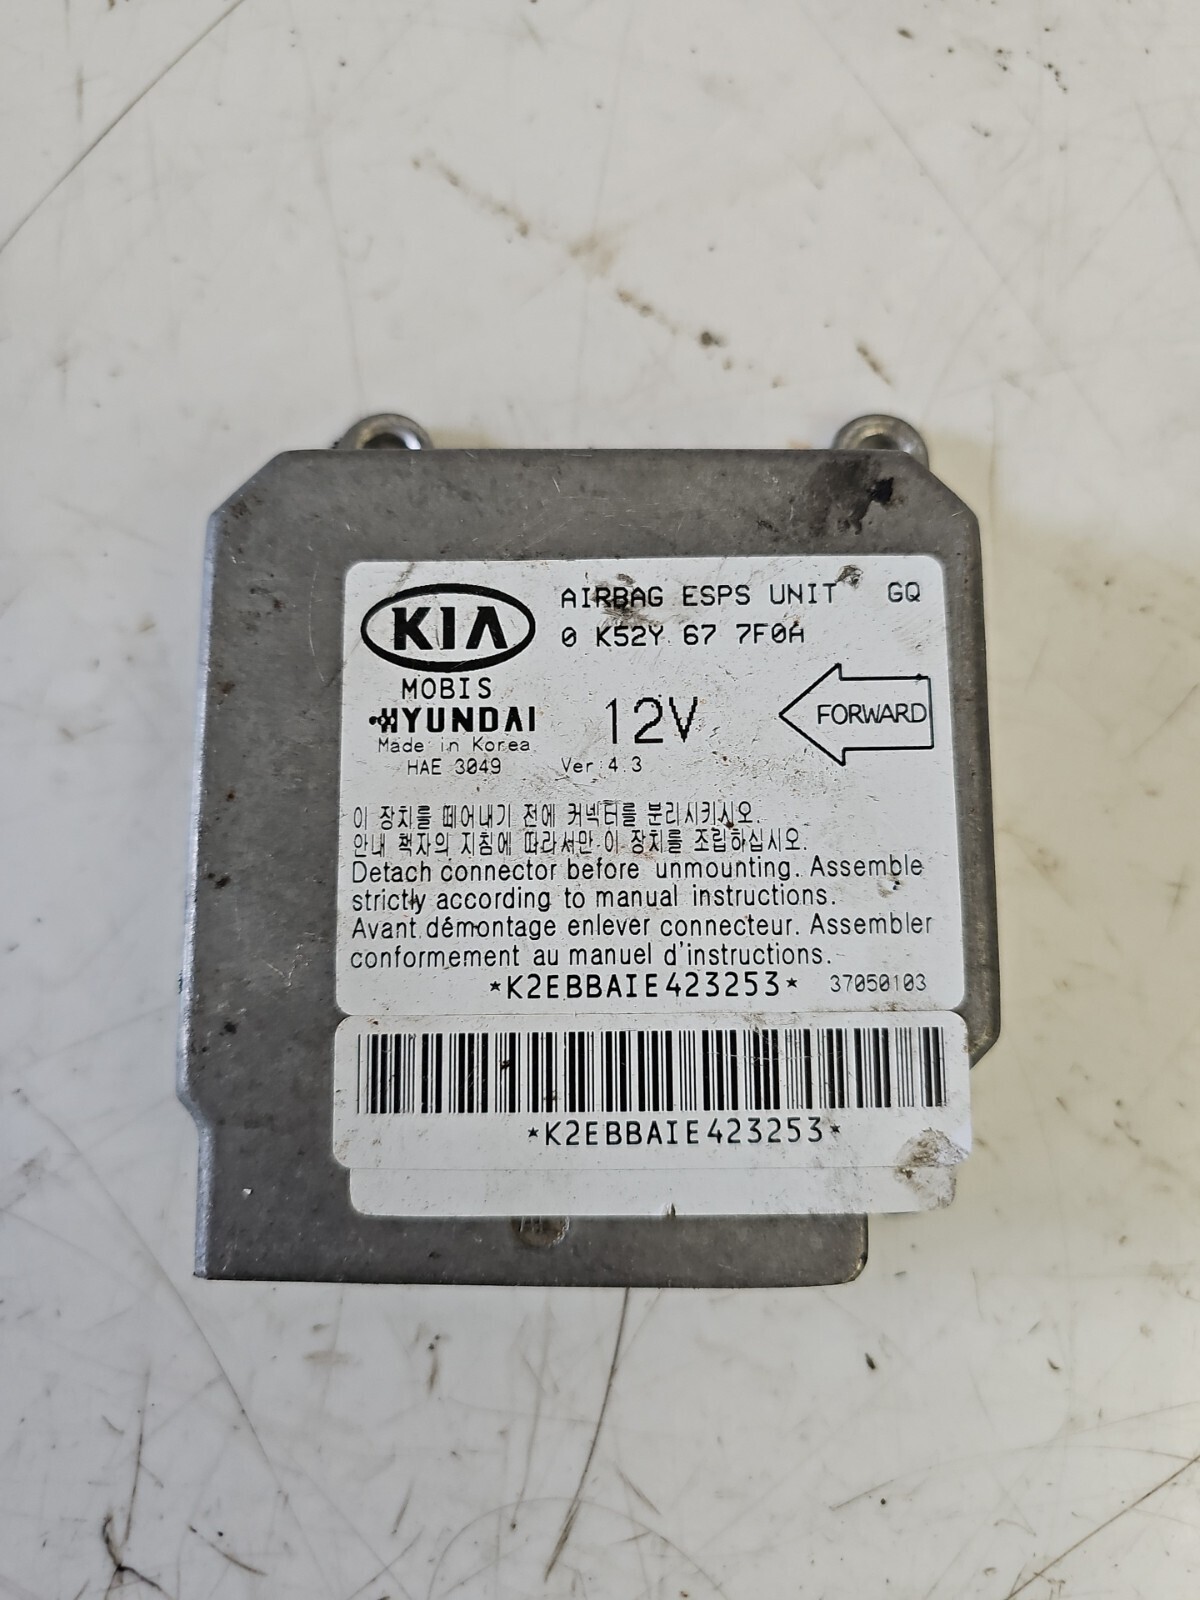 KIA
AIRBAG ESPS UNIT GQ
0 K52Y 67 7F0A
MOBIS
HYUNDAI
Made in Korea
HAE 3049
12V
Ver 4.3
FORWARD
이 장치를 떼어내기 전에 커넥터를 분리시키시오.
안내 책자의 지침에 따라서만 이 장치를 조립하십시오.
Detach connector before unmounting. Assemble
strictly according to manual instructions.
Avant démontage enlever connecteur. Assembler
conformement au manuel d'instructions.
*K2EBBAIE423253* 37050103
*K2EBBAIE423253*